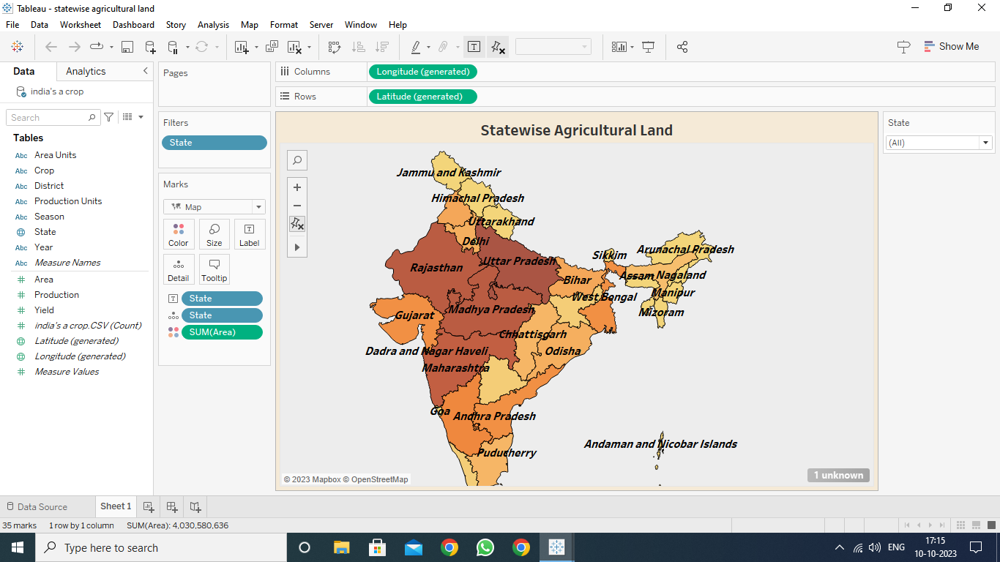 Tableau - statewise agricultural land
File Data Worksheet Dashboard Story Analysis Map Format Server Window Help
Show Me
Data Analytics
india's a crop
Search
Tables
Abc Area Units
Abc Crop
Abc District
Abc Production Units
Abc Season
State
Abc Year
Abc Measure Names
Area
Production
Yield
india's a crop.CSV (Count)
Latitude (generated)
Longitude (generated)
Measure Values
Pages
Filters
State
Marks
Map
Color Size Label
Detail Tooltip
State
State
SUM(Area)
Columns Longitude (generated)
Rows Latitude (generated)
Statewise Agricultural Land
Jammu and Kashmir
Himachal Pradesh
Uttarakhand
Delhi
Arunachal Pradesh
Sikkim
Rajasthan Uttar Pradesh
Assam Nagaland
Bihar
Manipur
West Bengal
Madhya Pradesh
Mizoram
Gujarat
Chhattisgarh
Dadra and Nagar Haveli Odisha
Maharashtra
Goa Andhra Pradesh
Andaman and Nicobar Islands
Puducherry
© 2023 Mapbox © OpenStreetMap
1 unknown
State
(All)
Data Source Sheet 1
35 marks 1 row by 1 column SUM(Area): 4,030,580,636
Type here to search
ENG
17:15
10-10-2023